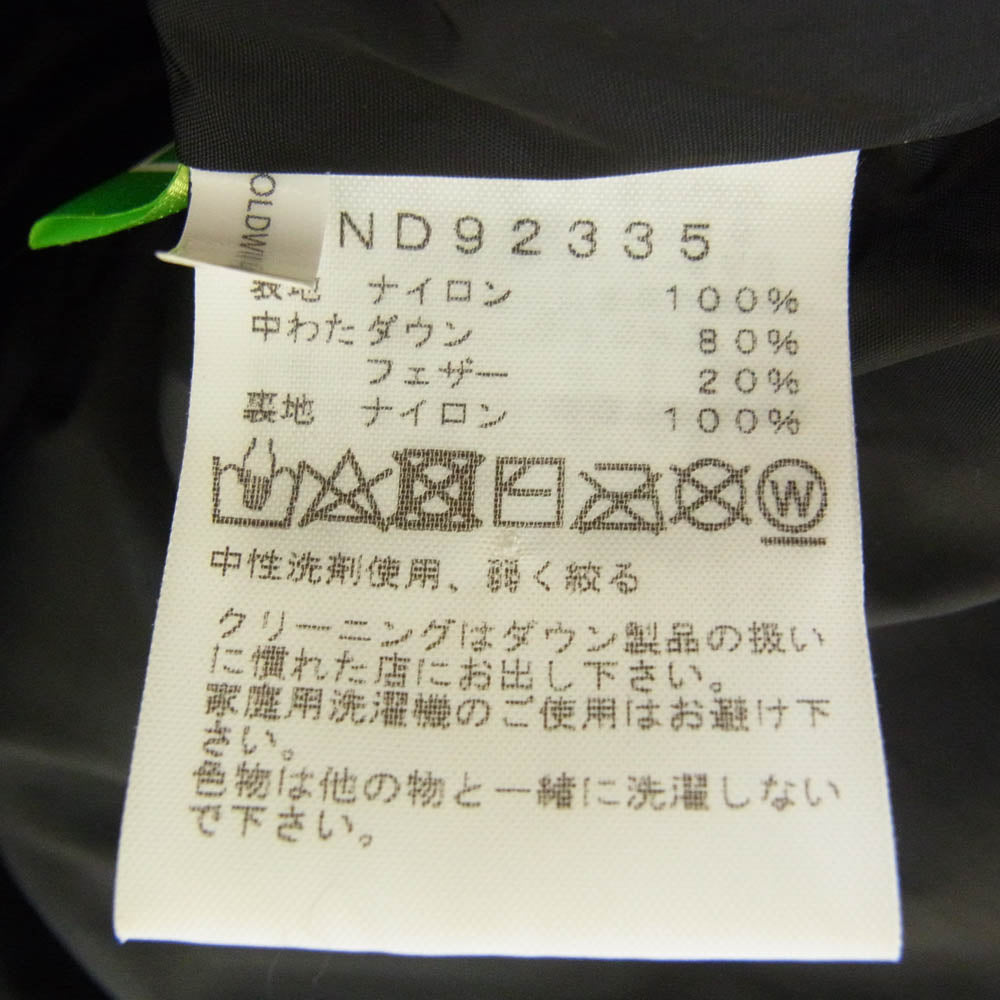 OLDWI
ND92335
表地 ナイロン 100%
中わた ダウン 80%
フェザー 20%
裏地 ナイロン 100%
W
中性洗剤使用、弱く絞る
クリーニングはダウン製品の扱い
に慣れた店にお出し下さい。
家庭用洗濯機のご使用はお避け下
さい。
色物は他の物と一緒に洗濯しない
で下さい。